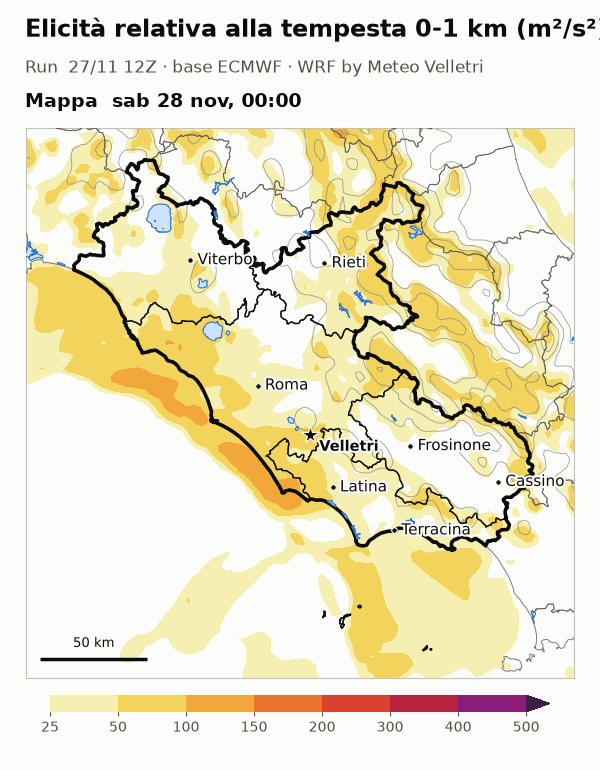 Elicità relativa alla tempesta 0-1 km (m²/s²)
Run  27/11 12Z · base ECMWF · WRF by Meteo Velletri
Mappa  sab 28 nov, 00:00
Viterbo
Rieti
Roma
Velletri
Frosinone
Cassino
Latina
Terracina
50 km
25 50 100 150 200 300 400 500